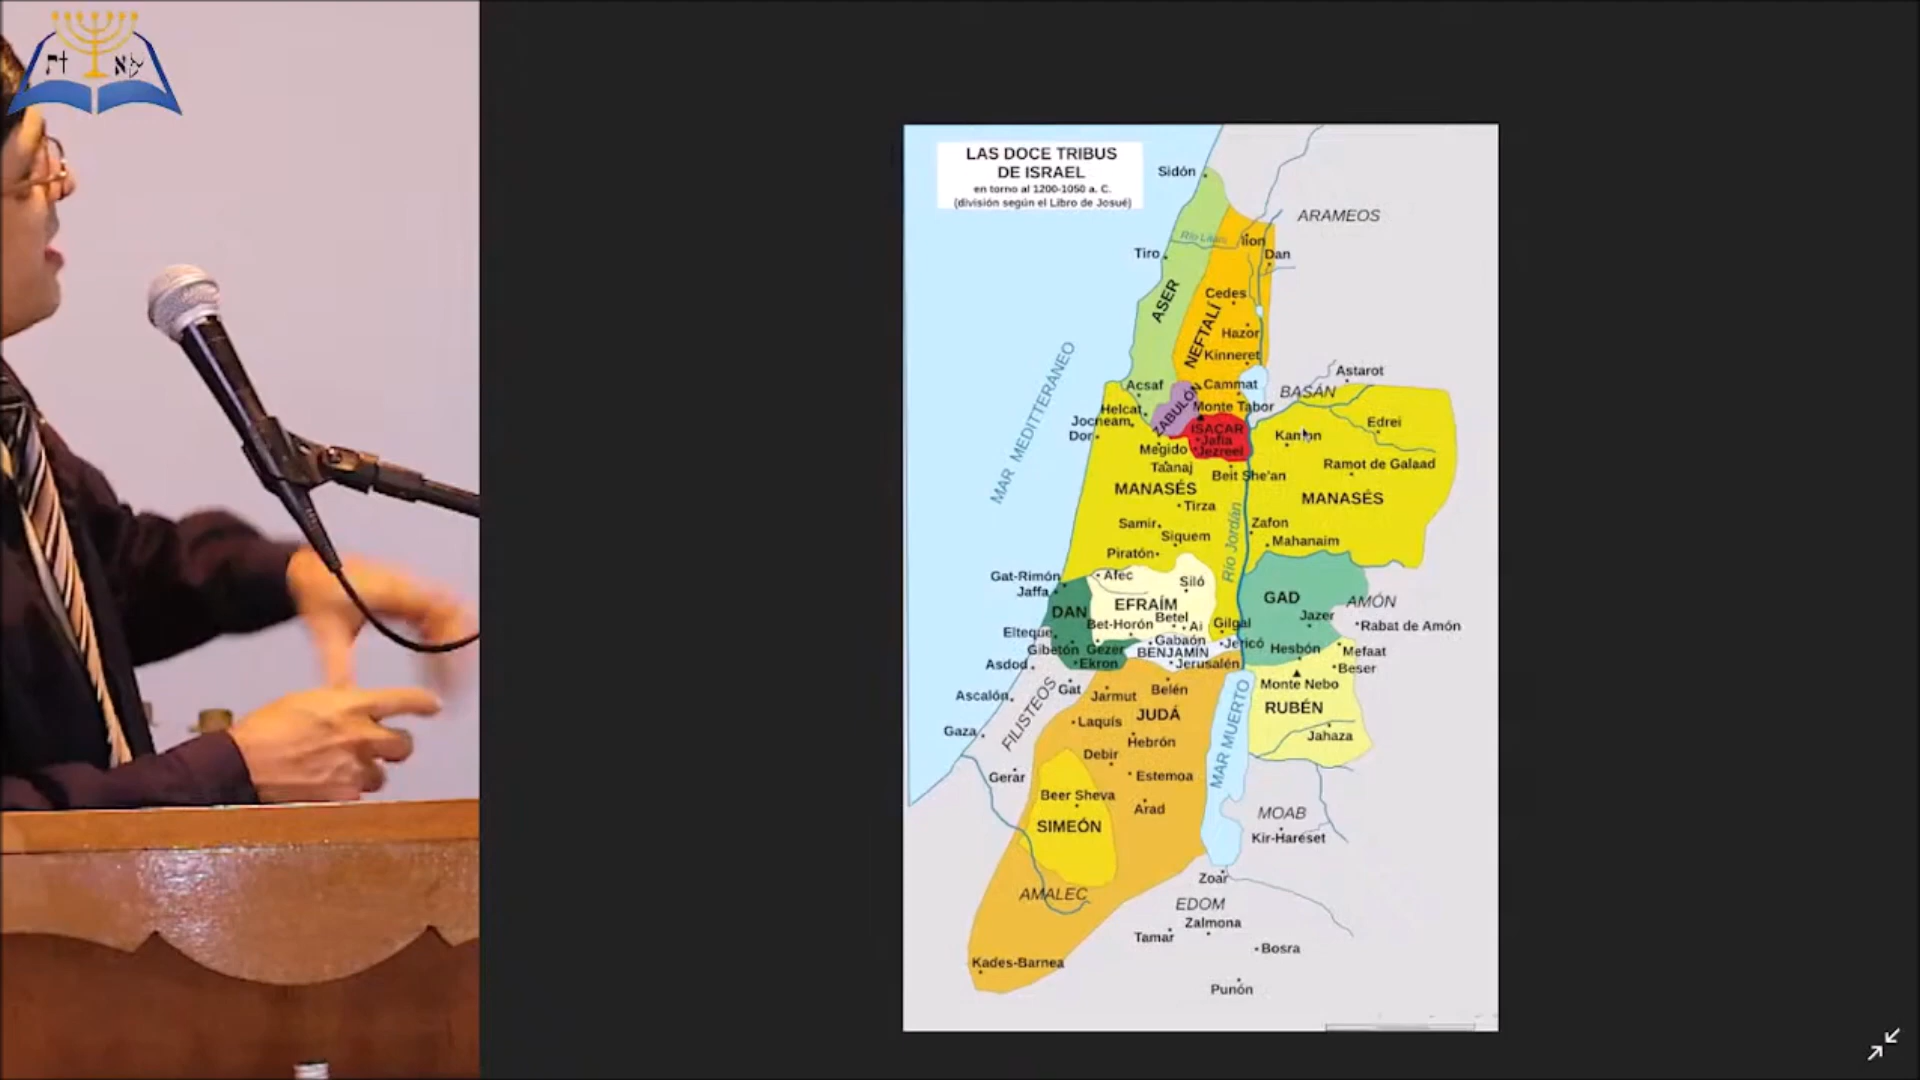 את
LAS DOCE TRIBUS
DE ISRAEL
en torno al 1200-1050 a. C.
(división según el Libro de Josué)
Sidón
ARAMEOS
Río
Iion
Tiro
Dan
ASER
Cedes
NEFTALÍ
Hazor
Kinneret
MAR MEDITTERÁNEO
Astarot
Acsaf
Cammat
BASÁN
ZABULÓN
Helcat
Monte Tabor
Jocneam
Edrei
ISACAR
Dor
Jafia
Megido
Jezreel
Ramot de Galaad
Taanaj
Beit She'an
MANASÉS
MANASÉS
Tirza
Samir
Zafon
Siquem
Río Jordán
Mahanaim
Piratón
Gat-Rimón
Afec
Siló
Jaffa
GAD
AMÓN
DAN
EFRAÍM
Jazer
Betel
Bet-Horón
Ai
Gilgal
Rabat de Amón
Elteque
Gabaón
Jericó
Gibetón
Gezer
BENJAMÍN
Hesbón
Mefaat
Asdod
Ekron
Jerusalén
Beser
Monte Nebo
Gat
Belén
Ascalón
Jarmut
FILISTEOS
RUBÉN
JUDÁ
Laquís
Gaza
MAR MUERTO
Jahaza
Hebrón
Debir
Gerar
Estemoa
Beer Sheva
Arad
MOAB
SIMEÓN
Kir-Hareset
Zoar
AMALEC
EDOM
Zalmona
Tamar
Bosra
Kades-Barnea
Punón